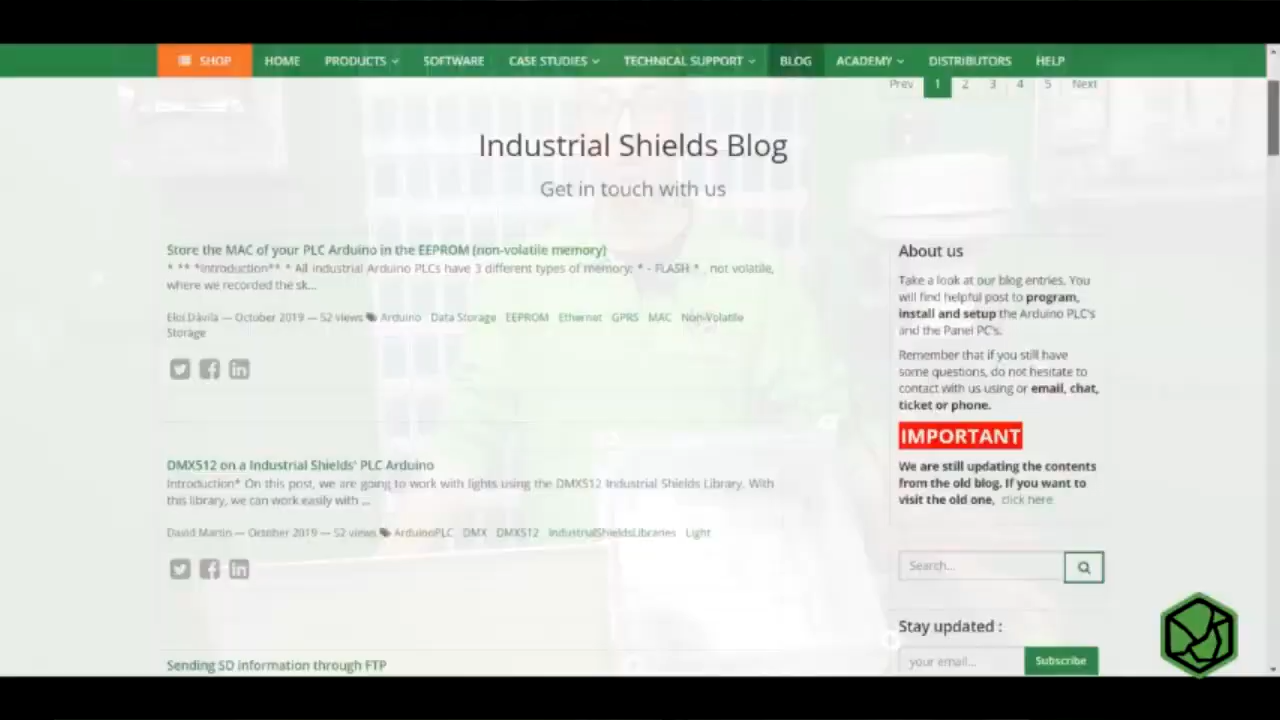 SHOP HOME PRODUCTS SOFTWARE CASE STUDIES TECHNICAL SUPPORT BLOG ACADEMY DISTRIBUTORS HELP
Prev 1 2 3 4 5 Next
Industrial Shields Blog
Get in touch with us
Store the MAC of your PLC Arduino in the EEPROM (non-volatile memory)
* ** *Introduction** * All industrial Arduino PLCs have 3 different types of memory: * - FLASH * , not volatile,
where we recorded the sk...
Eloi Davila — October 2019 — 52 views Arduino Data Storage EEPROM Ethernet GPRS MAC Non-Volatile
Storage
DMX512 on a Industrial Shields' PLC Arduino
Introduction* On this post, we are going to work with lights using the DMX512 Industrial Shields Library. With
this library, we can work easily with ...
David Martin — October 2019 — 52 views ArduinoPLC DMX DMX512 IndustrialShieldsLibraries Light
Sending SD information through FTP
About us
Take a look at our blog entries. You
will find helpful post to program,
install and setup the Arduino PLC's
and the Panel PC's.
Remember that if you still have
some questions, do not hesitate to
contact with us using or email, chat,
ticket or phone.
IMPORTANT
We are still updating the contents
from the old blog. If you want to
visit the old one, click here
Search...
Stay updated :
your email... Subscribe